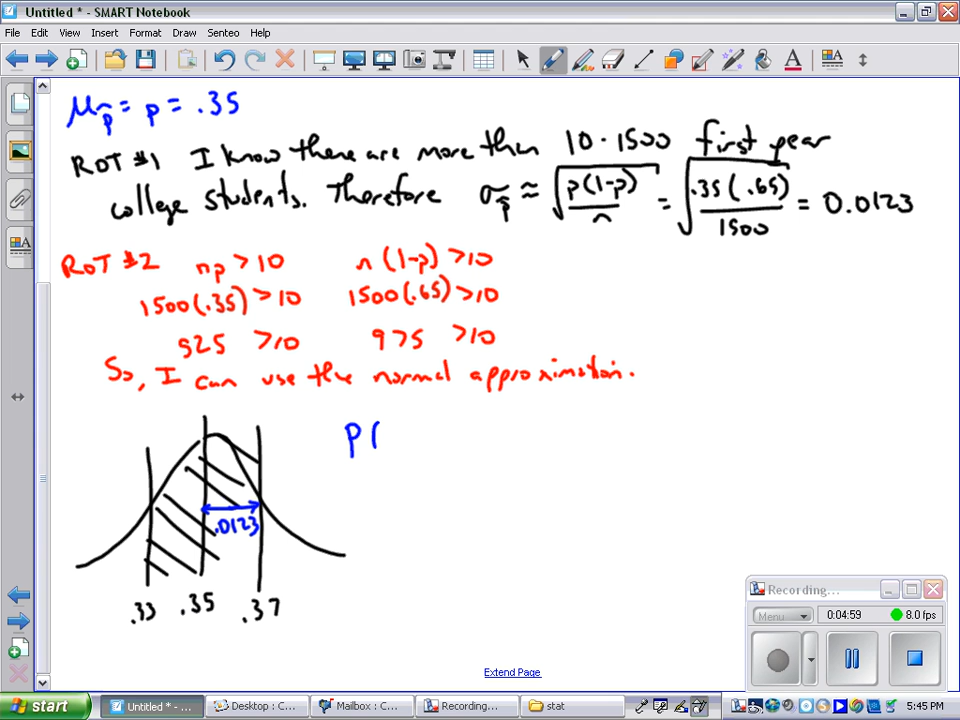 Untitled * - SMART Notebook
File Edit View Insert Format Draw Senteo Help
μp̂ = p = .35
ROT #1 I know there are more than 10 · 1500 first year
college students. Therefore σp̂ ≈ √(p(1-p)/n) = √(.35(.65)/1500) = 0.0123
ROT #2 np > 10 n(1-p) > 10
1500(.35) > 10 1500(.65) > 10
525 > 10 975 > 10
So, I can use the normal approximation.
P(
.0123
.33 .35 .37
Recording...
Menu 0:04:59 8.0 fps
Extend Page
start Untitled * - ... Desktop : C... Mailbox : C... Recording... stat 5:45 PM